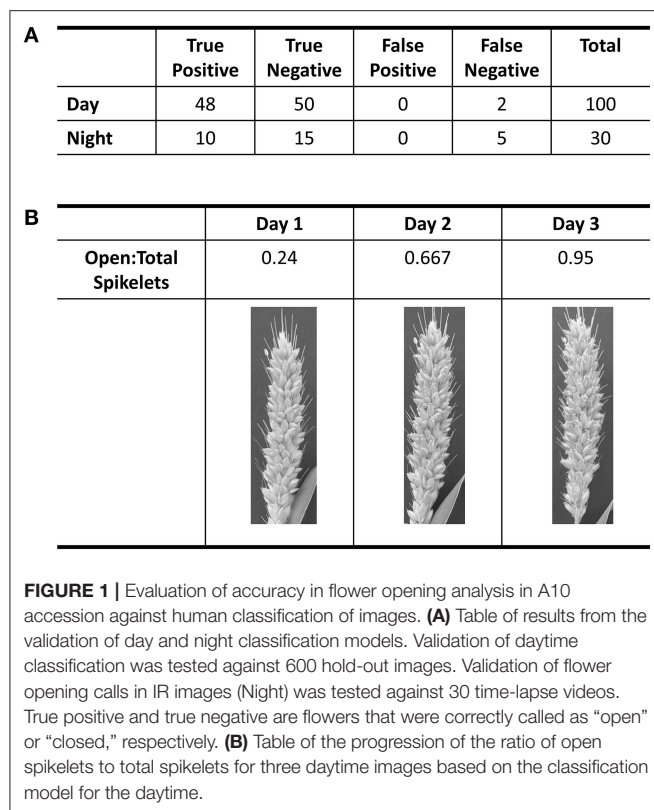 A
True Positive True Negative False Positive False Negative Total
Day 48 50 0 2 100
Night 10 15 0 5 30
B
Day 1 Day 2 Day 3
Open:Total Spikelets 0.24 0.667 0.95
FIGURE 1 | Evaluation of accuracy in flower opening analysis in A10
accession against human classification of images. (A) Table of results from the
validation of day and night classification models. Validation of daytime
classification was tested against 600 hold-out images. Validation of flower
opening calls in IR images (Night) was tested against 30 time-lapse videos.
True positive and true negative are flowers that were correctly called as “open”
or “closed,” respectively. (B) Table of the progression of the ratio of open
spikelets to total spikelets for three daytime images based on the classification
model for the daytime.